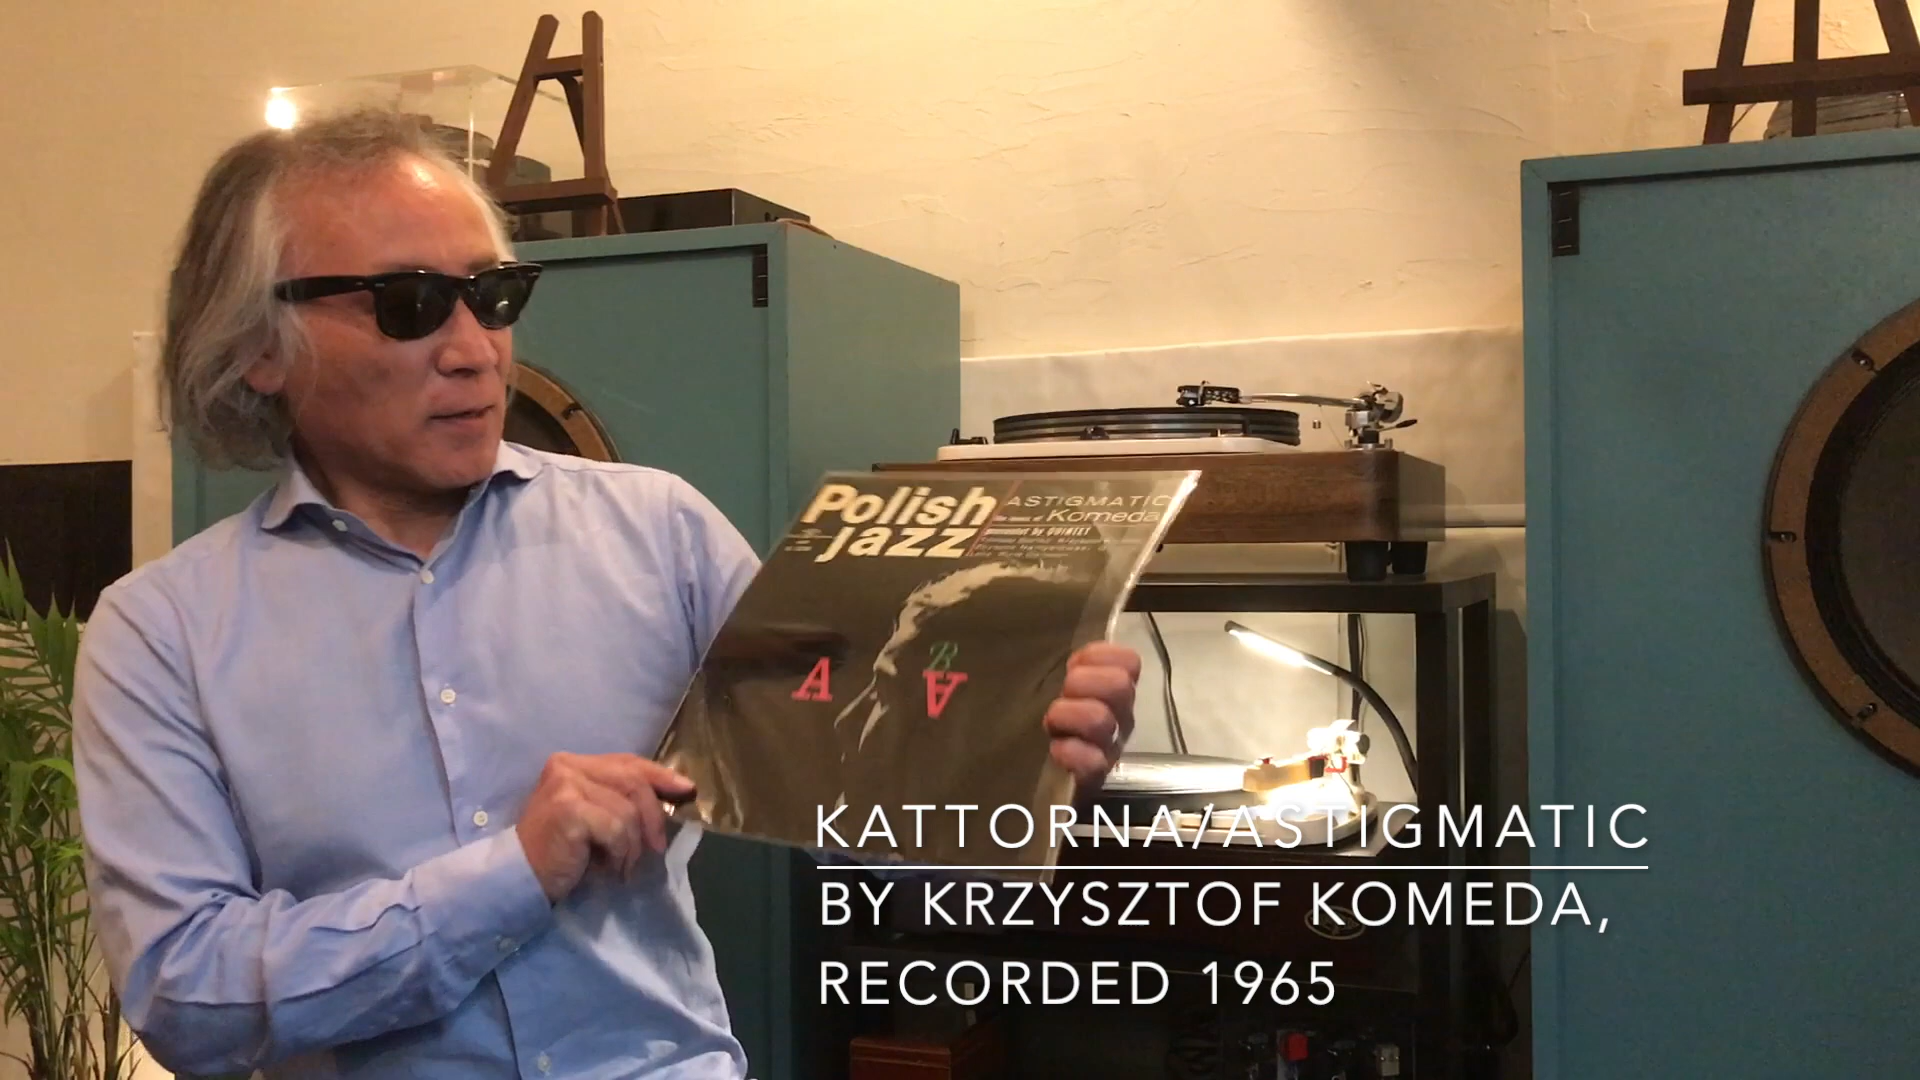 Polish
jazz
ASTIGMATIC
Komeda
QUINTET
A
B
A
KATTORNA/ASTIGMATIC
BY KRZYSZTOF KOMEDA,
RECORDED 1965